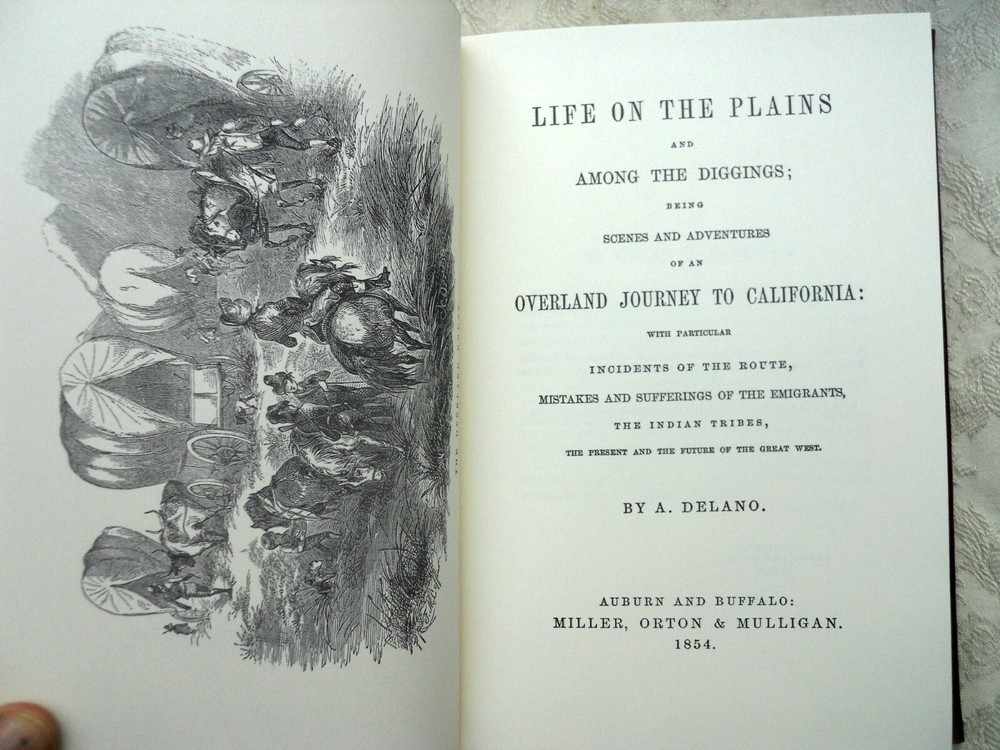 LIFE ON THE PLAINS
AND
AMONG THE DIGGINGS;
BEING
SCENES AND ADVENTURES
OF AN
OVERLAND JOURNEY TO CALIFORNIA:
WITH PARTICULAR
INCIDENTS OF THE ROUTE,
MISTAKES AND SUFFERINGS OF THE EMIGRANTS,
THE INDIAN TRIBES,
THE PRESENT AND THE FUTURE OF THE GREAT WEST.
BY A. DELANO.
AUBURN AND BUFFALO:
MILLER, ORTON & MULLIGAN.
1854.
THE OVERLAND